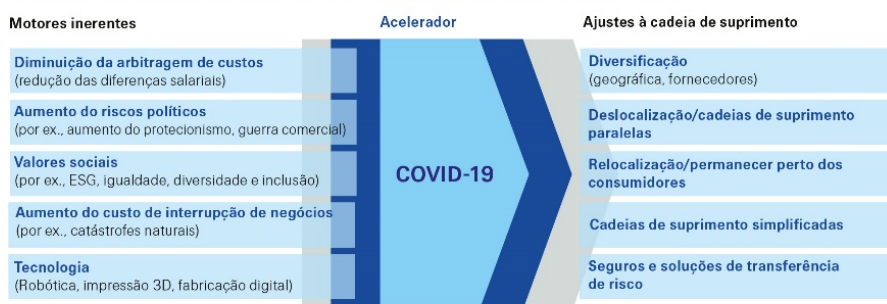 Motores inerentes
Acelerador
Ajustes à cadeia de suprimento
Diminuição da arbitragem de custos
(redução das diferenças salariais)
Aumento do riscos políticos
(por ex., aumento do protecionismo, guerra comercial)
Valores sociais
(por ex., ESG, igualdade, diversidade e inclusão)
Aumento do custo de interrupção de negócios
(por ex., catástrofes naturais)
Tecnologia
(Robótica, impressão 3D, fabricação digital)
COVID-19
Diversificação
(geográfica, fornecedores)
Deslocalização/cadeias de suprimento
paralelas
Relocalização/permanecer perto dos
consumidores
Cadeias de suprimento simplificadas
Seguros e soluções de transferência
de risco